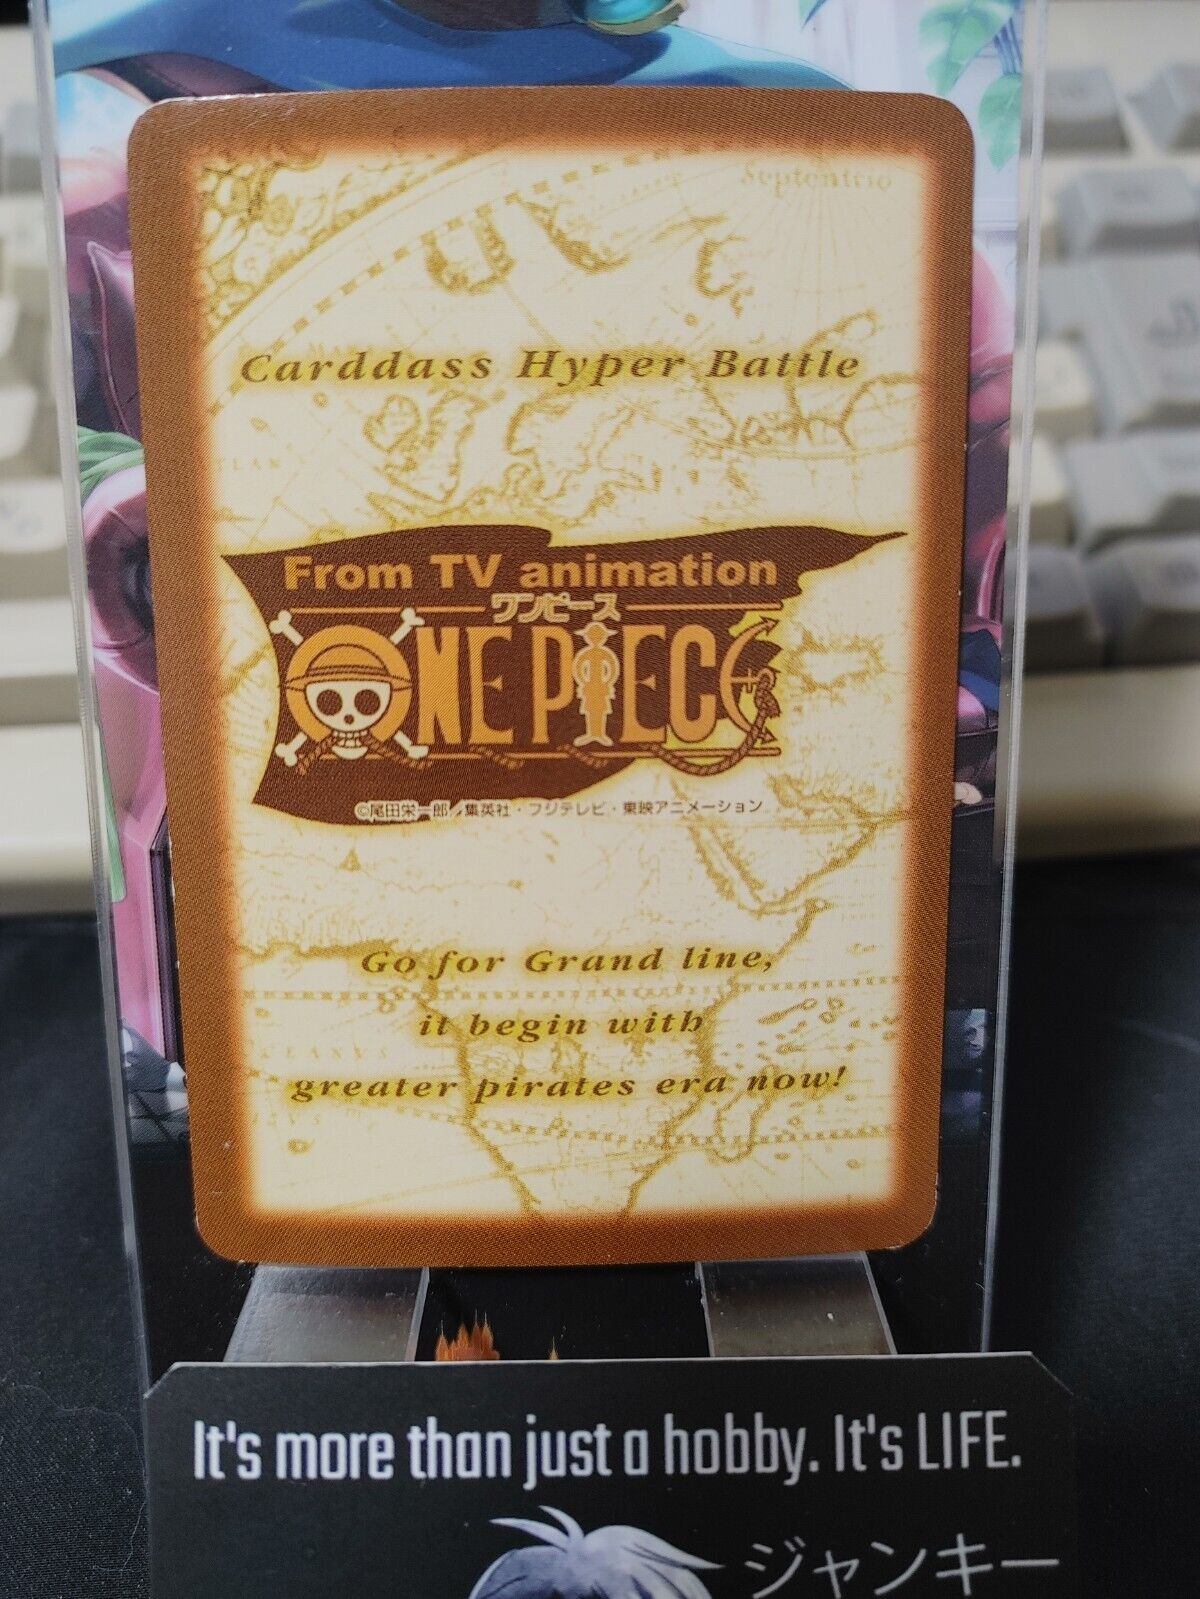 Septentrio
Carddass Hyper Battle
From TV animation
ワンピース
ONE PIECE
©尾田栄一郎／集英社・フジテレビ・東映アニメーション
Go for Grand line,
it begin with
greater pirates era now!
It's more than just a hobby. It's LIFE.
ジャンキー